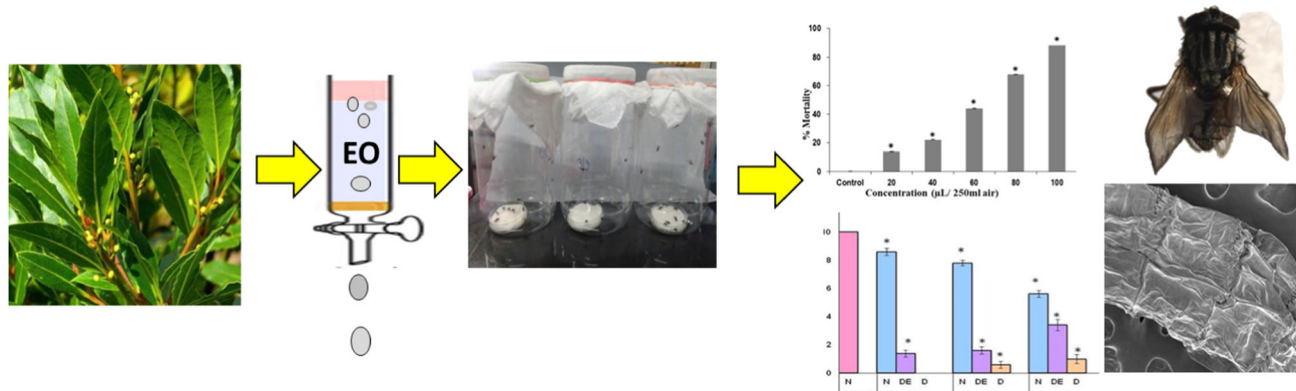 EO
% Mortality
100
80
60
40
20
0
* * * * *
Control 20 40 60 80 100
Concentration (µL/ 250ml air)
10
8
6
4
2
0
* * * * * * * *
N N DE D N DE D N DE D